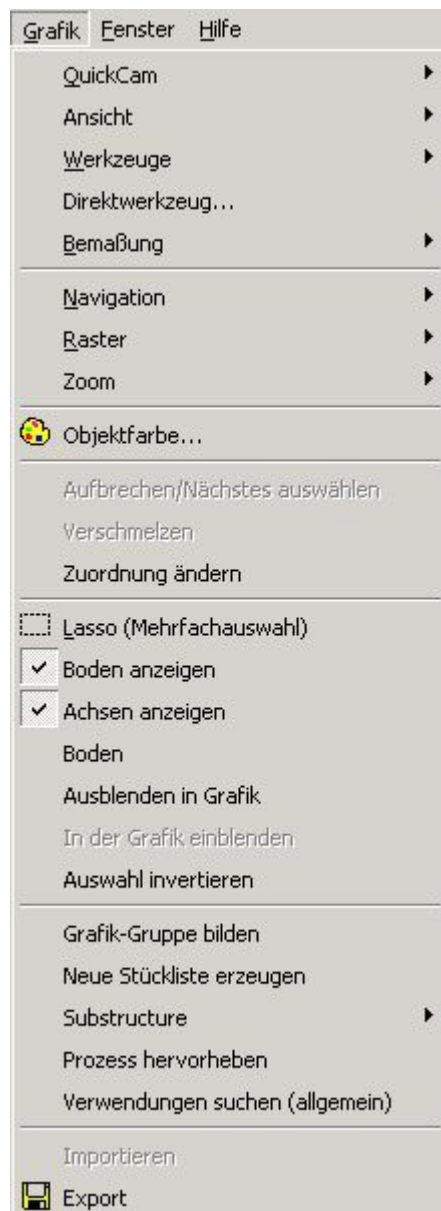 Grafik Fenster Hilfe
QuickCam
Ansicht
Werkzeuge
Direktwerkzeug...
Bemaßung
Navigation
Raster
Zoom
Objektfarbe...
Aufbrechen/Nächstes auswählen
Verschmelzen
Zuordnung ändern
Lasso (Mehrfachauswahl)
Boden anzeigen
Achsen anzeigen
Boden
Ausblenden in Grafik
In der Grafik einblenden
Auswahl invertieren
Grafik-Gruppe bilden
Neue Stückliste erzeugen
Substructure
Prozess hervorheben
Verwendungen suchen (allgemein)
Importieren
Export